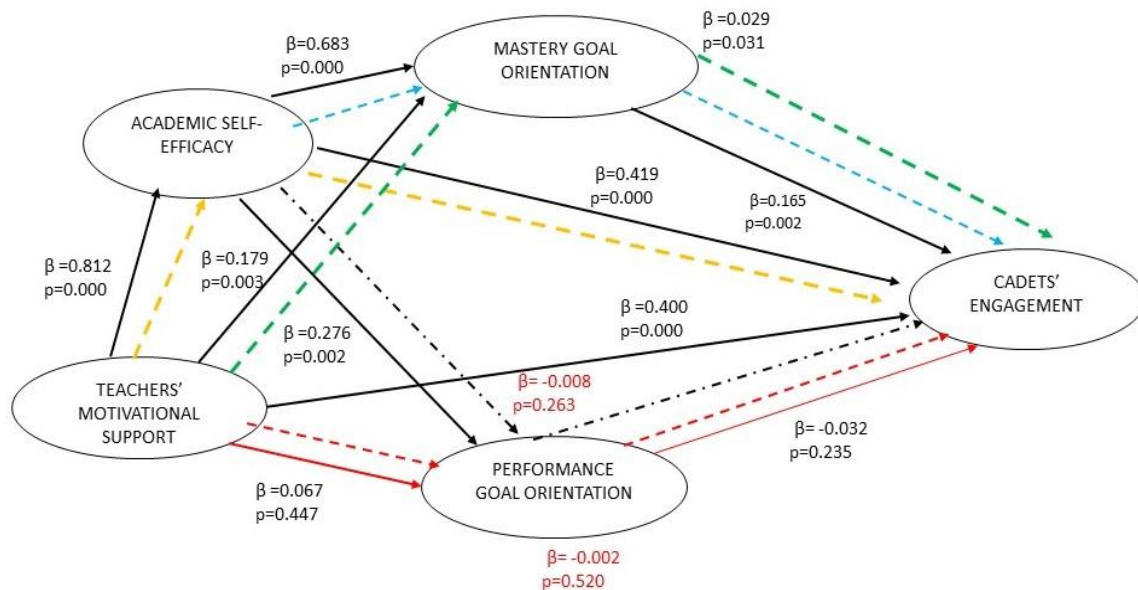 β=0.683
p=0.000
MASTERY GOAL
ORIENTATION
β=0.029
p=0.031
ACADEMIC SELF-
EFFICACY
β=0.419
p=0.000
β=0.165
p=0.002
β =0.812
p=0.000
β =0.179
p=0.003
CADETS’
ENGAGEMENT
β=0.276
p=0.002
β=0.400
p=0.000
TEACHERS’
MOTIVATIONAL
SUPPORT
β= -0.008
p=0.263
β= -0.032
p=0.235
PERFORMANCE
GOAL ORIENTATION
β =0.067
p=0.447
β= -0.002
p=0.520